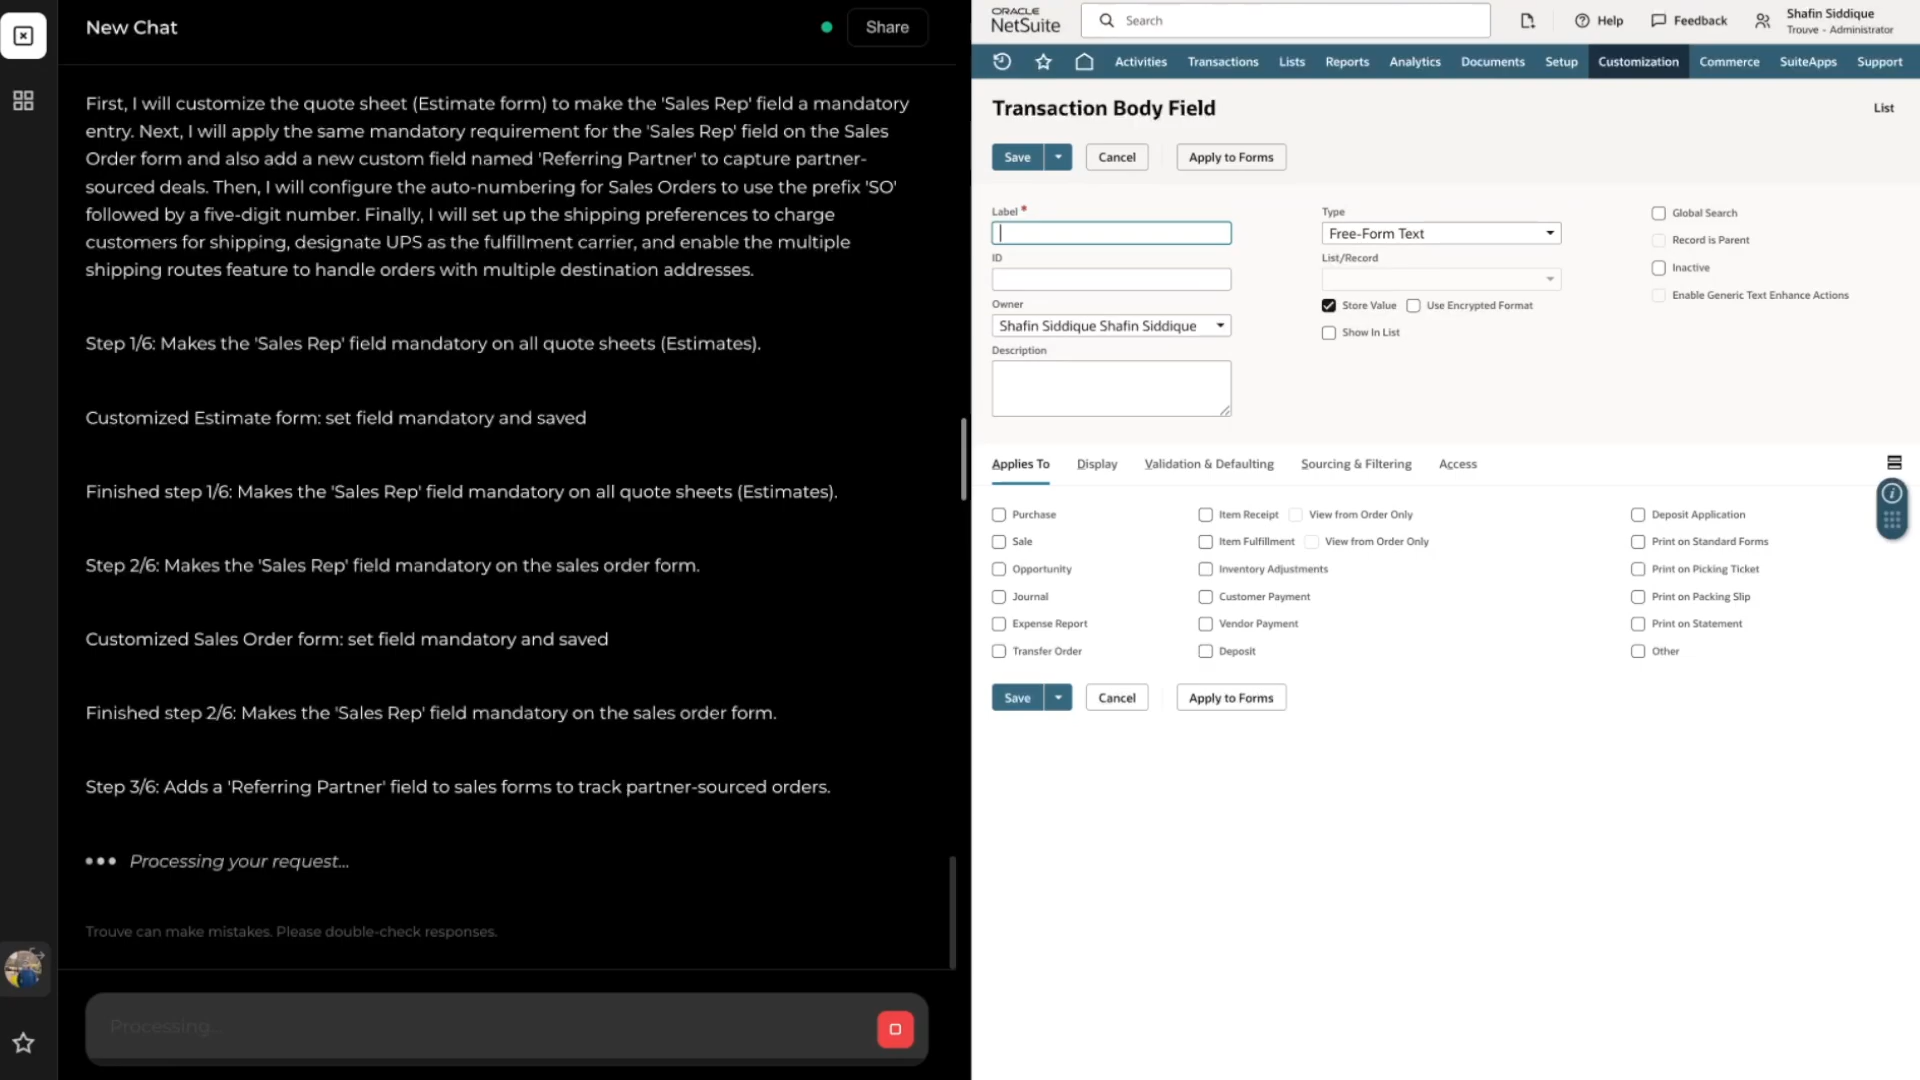 New Chat
Share
First, I will customize the quote sheet (Estimate form) to make the 'Sales Rep' field a mandatory
entry. Next, I will apply the same mandatory requirement for the 'Sales Rep' field on the Sales
Order form and also add a new custom field named 'Referring Partner' to capture partner-
sourced deals. Then, I will configure the auto-numbering for Sales Orders to use the prefix 'SO'
followed by a five-digit number. Finally, I will set up the shipping preferences to charge
customers for shipping, designate UPS as the fulfillment carrier, and enable the multiple
shipping routes feature to handle orders with multiple destination addresses.
Step 1/6: Makes the 'Sales Rep' field mandatory on all quote sheets (Estimates).
Customized Estimate form: set field mandatory and saved
Finished step 1/6: Makes the 'Sales Rep' field mandatory on all quote sheets (Estimates).
Step 2/6: Makes the 'Sales Rep' field mandatory on the sales order form.
Customized Sales Order form: set field mandatory and saved
Finished step 2/6: Makes the 'Sales Rep' field mandatory on the sales order form.
Step 3/6: Adds a 'Referring Partner' field to sales forms to track partner-sourced orders.
Processing your request...
Trouve can make mistakes. Please double-check responses.
Processing...
ORACLE
NetSuite
Search
Help
Feedback
Shafin Siddique
Trouve - Administrator
Activities Transactions Lists Reports Analytics Documents Setup Customization Commerce SuiteApps Support
Transaction Body Field
List
Save Cancel Apply to Forms
Label *
ID
Owner
Shafin Siddique Shafin Siddique
Description
Type
Free-Form Text
List/Record
Store Value Use Encrypted Format
Show In List
Global Search
Record is Parent
Inactive
Enable Generic Text Enhance Actions
Applies To Display Validation & Defaulting Sourcing & Filtering Access
Purchase
Sale
Opportunity
Journal
Expense Report
Transfer Order
Item Receipt View from Order Only
Item Fulfillment View from Order Only
Inventory Adjustments
Customer Payment
Vendor Payment
Deposit
Deposit Application
Print on Standard Forms
Print on Picking Ticket
Print on Packing Slip
Print on Statement
Other
Save Cancel Apply to Forms